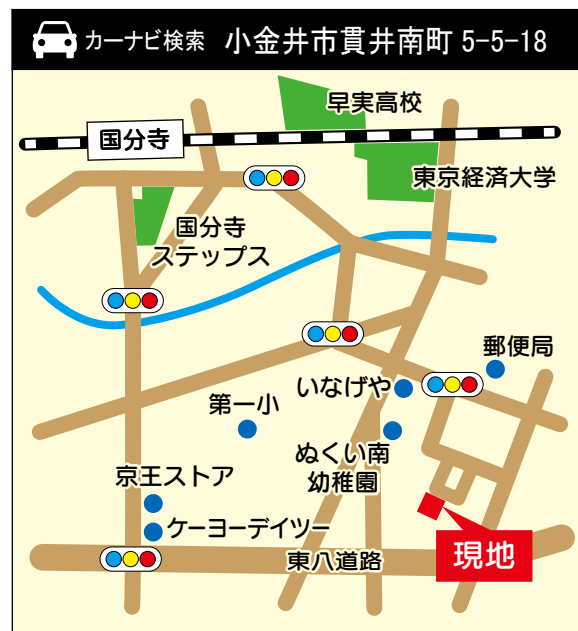 カーナビ検索 小金井市貫井南町 5-5-18
早実高校
国分寺
東京経済大学
国分寺
ステップス
郵便局
いなげや
第一小
ぬくい南
幼稚園
京王ストア
ケーヨーデイツー
現地
東八道路